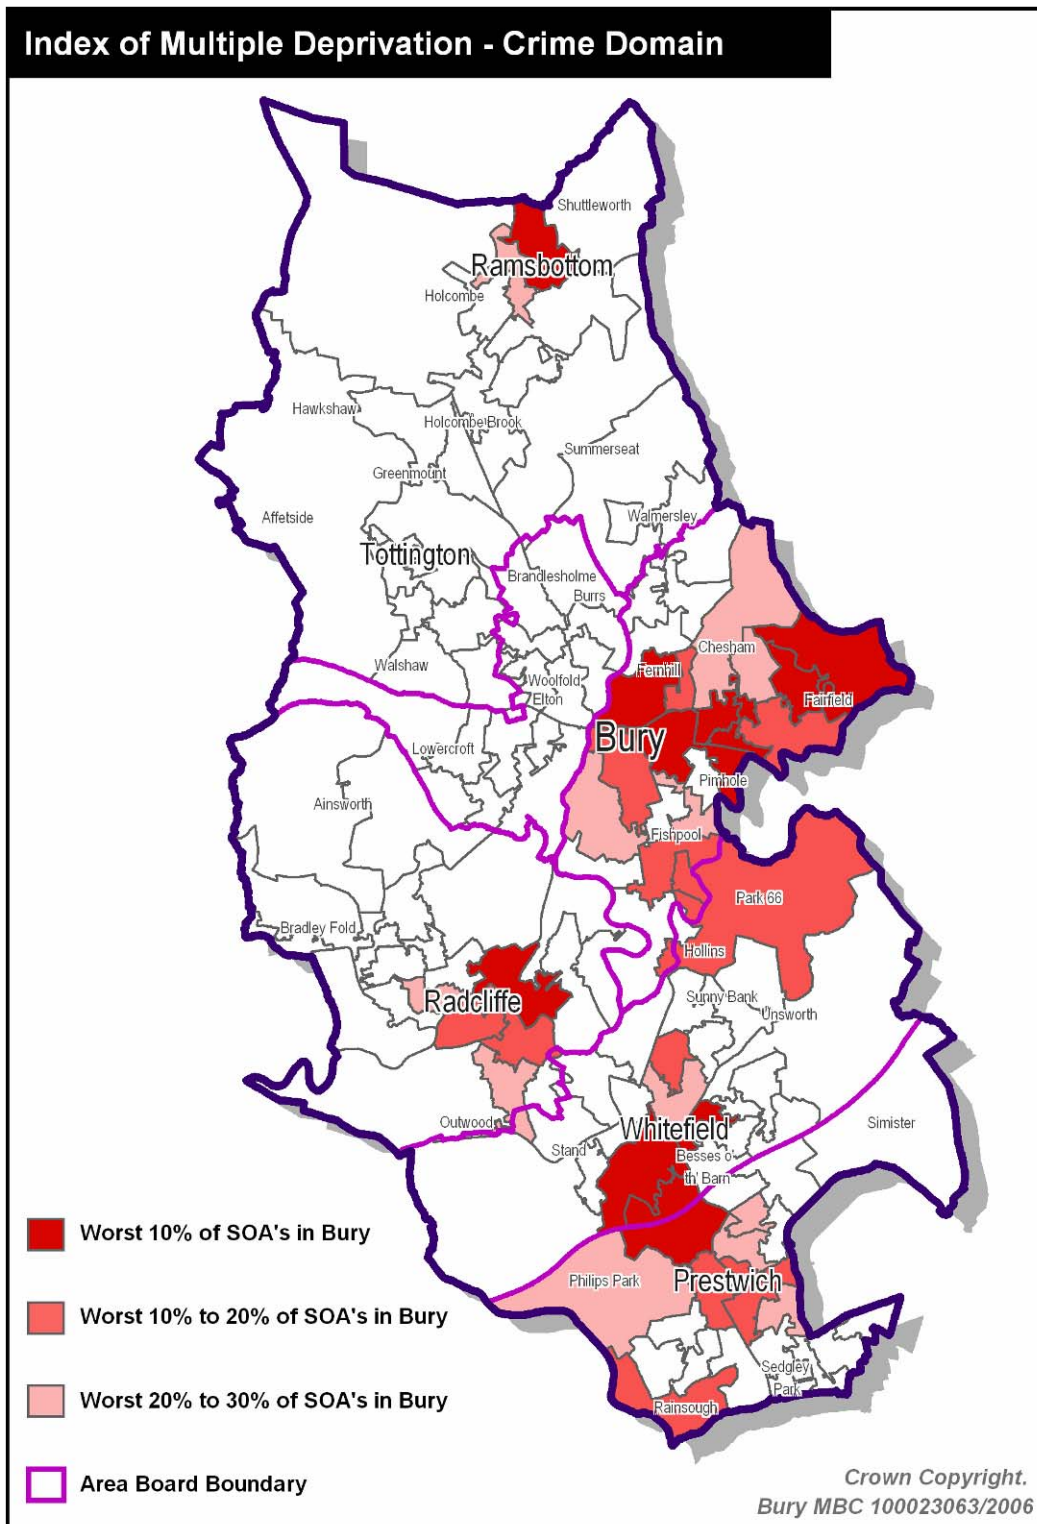 Index of Multiple Deprivation - Crime Domain
Shuttleworth
Ramsbottom
Holcombe
Hawkshaw
Holcombe Brook
Summerseat
Greenmount
Affetside
Walmersley
Tottington
Brandlesholme
Burrs
Chesham
Walshaw
Fernhill
Woolfold
Elton
Fairfield
Bury
Lowercroft
Pimhole
Ainsworth
Fishpool
Park 66
Bradley Fold
Hollins
Radcliffe
Sunny Bank
Unsworth
Outwood
Whitefield
Simister
Stand
Besses o'
th' Barn
Worst 10% of SOA's in Bury
Philips Park
Prestwich
Worst 10% to 20% of SOA's in Bury
Sedgley
Park
Worst 20% to 30% of SOA's in Bury
Rainsough
Area Board Boundary
Crown Copyright.
Bury MBC 100023063/2006